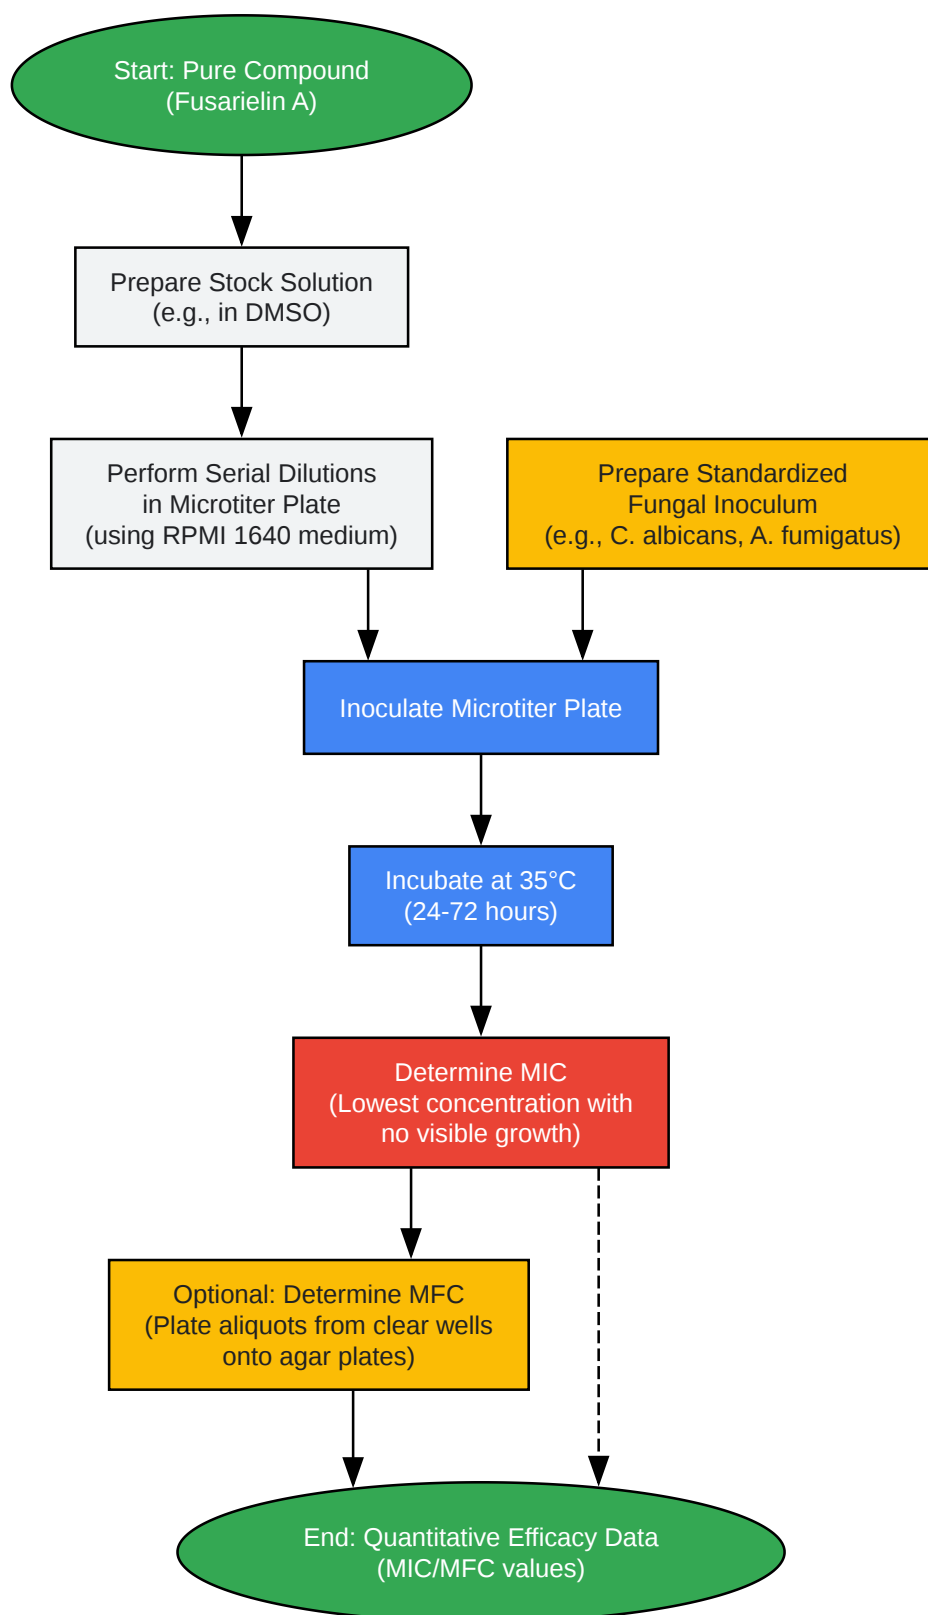 Start: Pure Compound
(Fusarielin A)
Prepare Stock Solution
(e.g., in DMSO)
Perform Serial Dilutions
in Microtiter Plate
(using RPMI 1640 medium)
Prepare Standardized
Fungal Inoculum
(e.g., C. albicans, A. fumigatus)
Inoculate Microtiter Plate
Incubate at 35°C
(24-72 hours)
Determine MIC
(Lowest concentration with
no visible growth)
Optional: Determine MFC
(Plate aliquots from clear wells
onto agar plates)
End: Quantitative Efficacy Data
(MIC/MFC values)